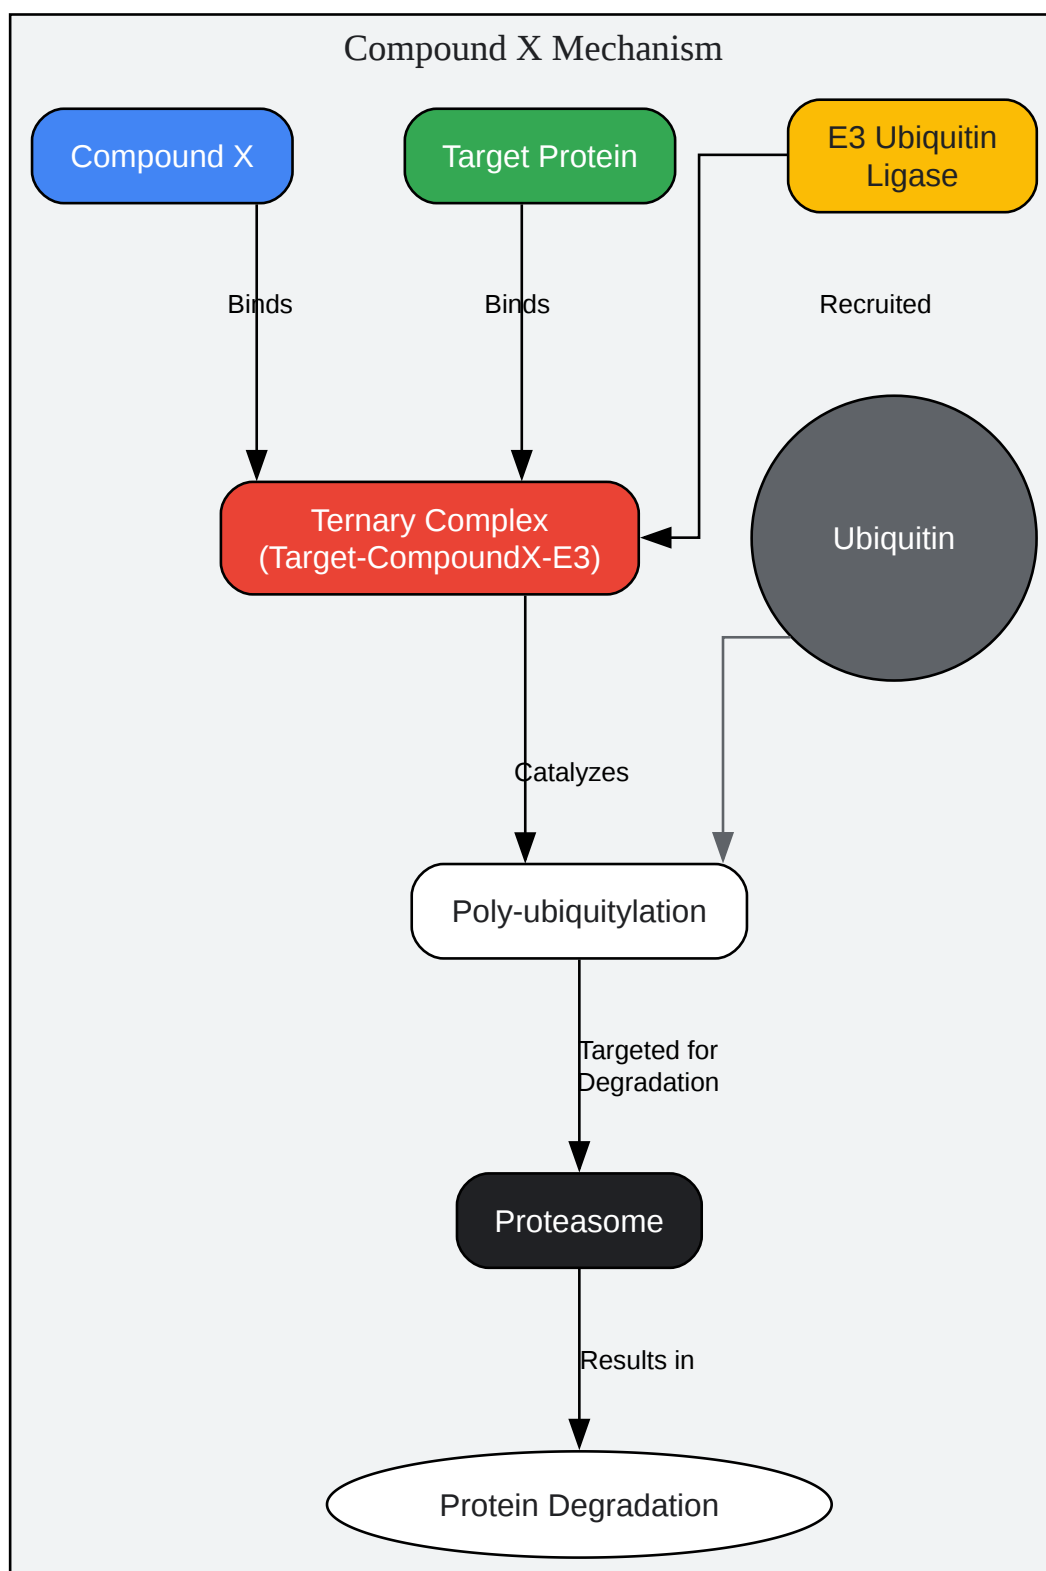 Compound X Mechanism
Compound X
Target Protein
E3 Ubiquitin
Ligase
Binds
Binds
Recruited
Ternary Complex
(Target-CompoundX-E3)
Ubiquitin
Catalyzes
Poly-ubiquitylation
Targeted for
Degradation
Proteasome
Results in
Protein Degradation